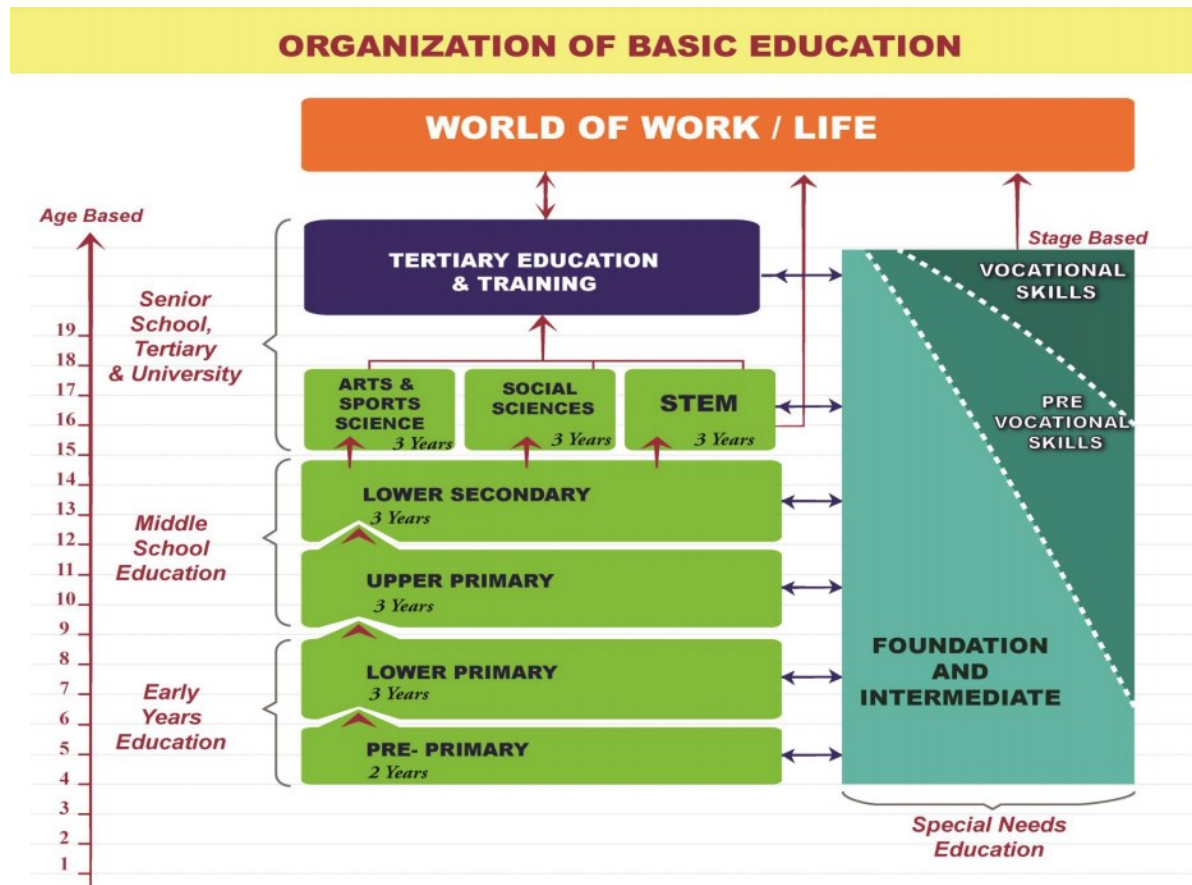 ORGANIZATION OF BASIC EDUCATION
WORLD OF WORK / LIFE
Age Based
Stage Based
TERTIARY EDUCATION
& TRAINING
VOCATIONAL
SKILLS
Senior
School,
Tertiary
& University
19
18
17
16
15
14
13
12
11
10
9
8
7
6
5
4
3
2
1
ARTS &
SPORTS
SCIENCE
3 Years
SOCIAL
SCIENCES
3 Years
STEM
3 Years
PRE
VOCATIONAL
SKILLS
Middle
School
Education
LOWER SECONDARY
3 Years
UPPER PRIMARY
3 Years
Early
Years
Education
LOWER PRIMARY
3 Years
PRE- PRIMARY
2 Years
FOUNDATION
AND
INTERMEDIATE
Special Needs
Education